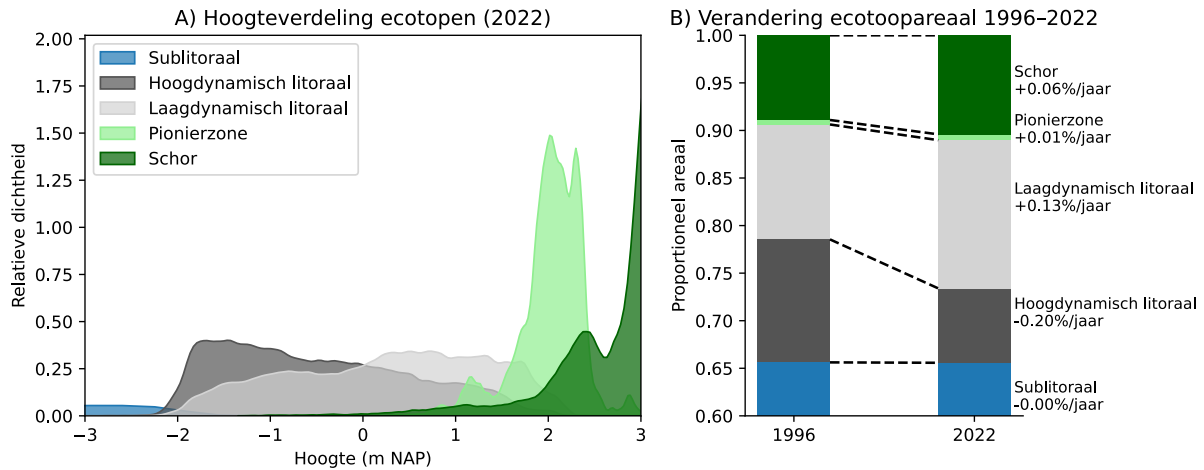 A) Hoogteverdeling ecotopen (2022)
Relatieve dichtheid
2.00
1.75
1.50
1.25
1.00
0.75
0.50
0.25
0.00
Sublitoraal
Hoogdynamisch litoraal
Laagdynamisch litoraal
Pionierzone
Schor
−3
−2
−1
0
1
2
3
Hoogte (m NAP)
B) Verandering ecotoopareaal 1996–2022
Proportioneel areaal
1.00
0.95
0.90
0.85
0.80
0.75
0.70
0.65
0.60
Schor
+0.06%/jaar
Pionierzone
+0.01%/jaar
Laagdynamisch litoraal
+0.13%/jaar
Hoogdynamisch litoraal
-0.20%/jaar
Sublitoraal
-0.00%/jaar
1996
2022